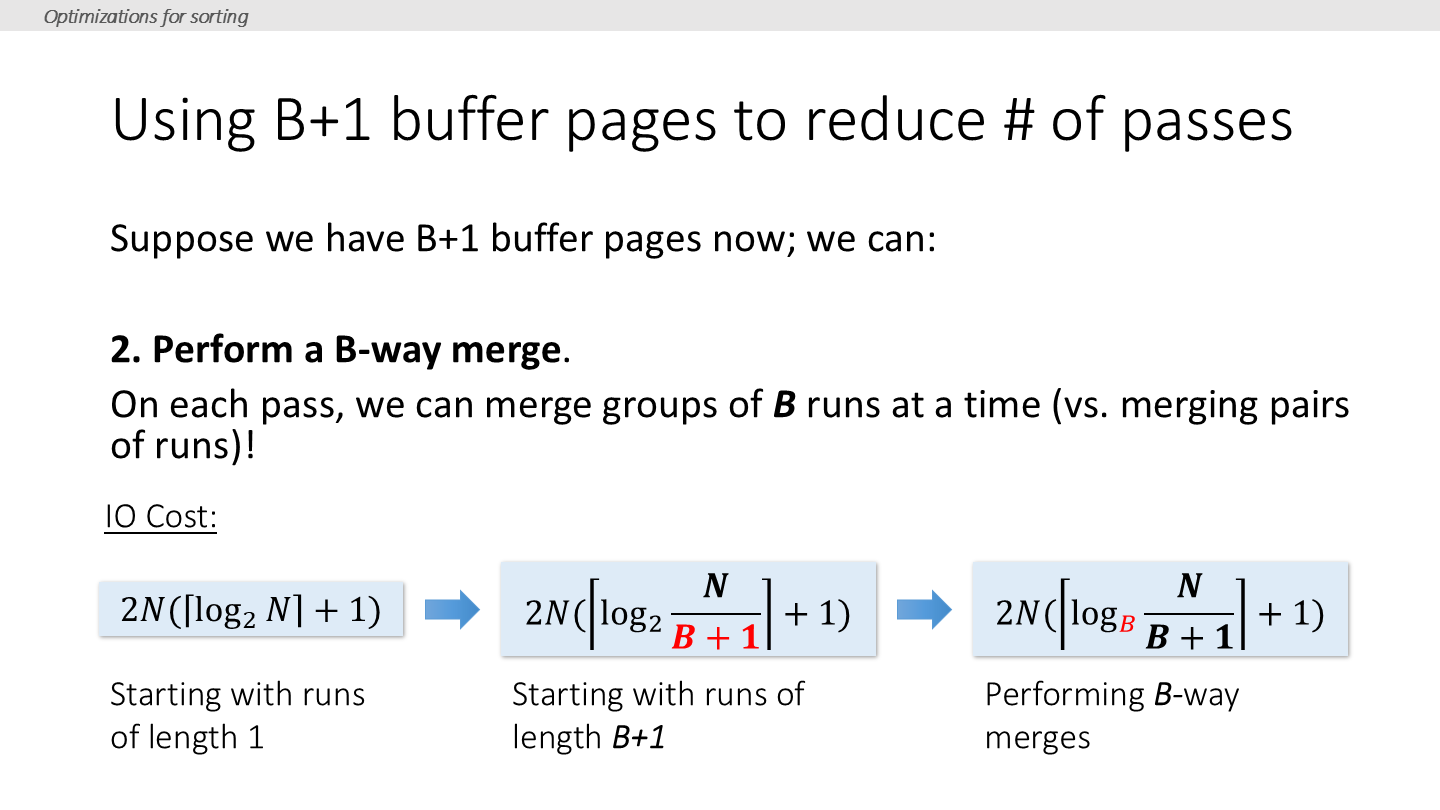 Optimizations for sorting
Using B+1 buffer pages to reduce # of passes
Suppose we have B+1 buffer pages now; we can:
2. Perform a B-way merge.
On each pass, we can merge groups of B runs at a time (vs. merging pairs
of runs)!
IO Cost:
2N(⌈log₂ N⌉ + 1)
Starting with runs
of length 1
2N(⌈log₂ N/(B + 1)⌉ + 1)
Starting with runs of
length B+1
2N(⌈log_B N/(B + 1)⌉ + 1)
Performing B-way
merges